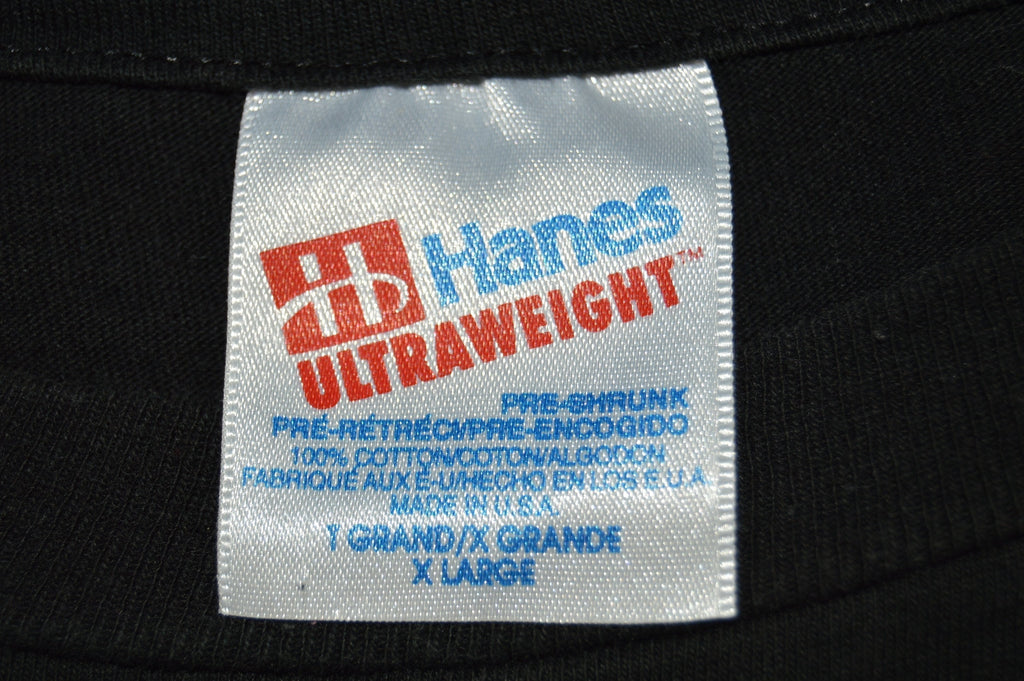 Hanes
ULTRAWEIGHT™
PRE-SHRUNK
PRÉ-RÉTRÉCI/PRE-ENCOGIDO
100% COTTON/COTON/ALGODON
FABRIQUÉ AUX É-U/HECHO EN LOS E.U.A.
MADE IN U.S.A.
T GRAND/X GRANDE
X LARGE